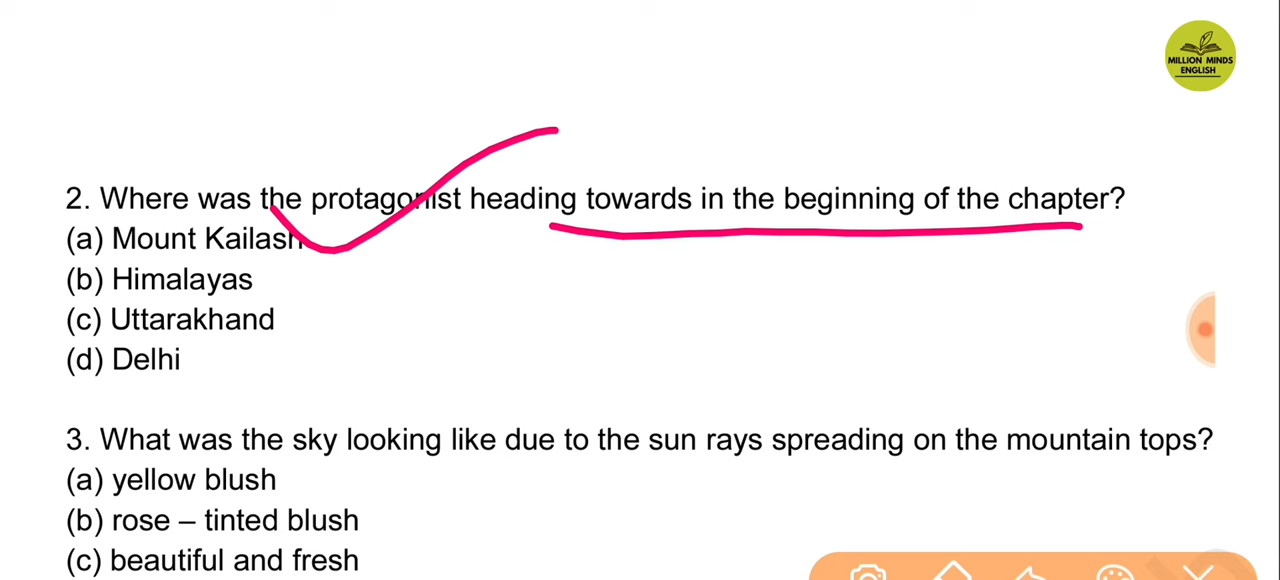 MILLION MINDS
ENGLISH
2. Where was the protagonist heading towards in the beginning of the chapter?
(a) Mount Kailash
(b) Himalayas
(c) Uttarakhand
(d) Delhi
3. What was the sky looking like due to the sun rays spreading on the mountain tops?
(a) yellow blush
(b) rose – tinted blush
(c) beautiful and fresh